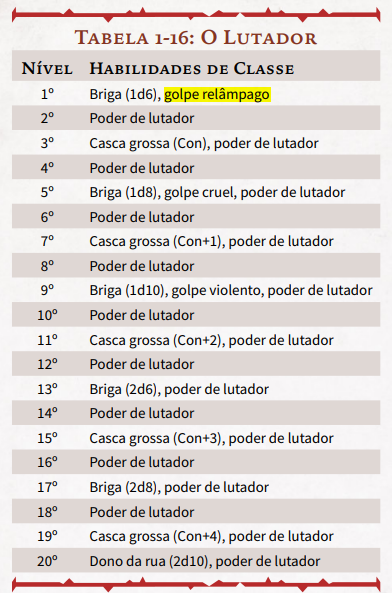 Tabela 1-16: O Lutador
Nível Habilidades de Classe
1º Briga (1d6), golpe relâmpago
2º Poder de lutador
3º Casca grossa (Con), poder de lutador
4º Poder de lutador
5º Briga (1d8), golpe cruel, poder de lutador
6º Poder de lutador
7º Casca grossa (Con+1), poder de lutador
8º Poder de lutador
9º Briga (1d10), golpe violento, poder de lutador
10º Poder de lutador
11º Casca grossa (Con+2), poder de lutador
12º Poder de lutador
13º Briga (2d6), poder de lutador
14º Poder de lutador
15º Casca grossa (Con+3), poder de lutador
16º Poder de lutador
17º Briga (2d8), poder de lutador
18º Poder de lutador
19º Casca grossa (Con+4), poder de lutador
20º Dono da rua (2d10), poder de lutador